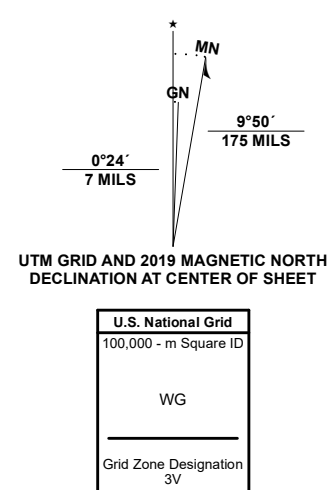 MN
GN
9°50´
175 MILS
0°24´
7 MILS
UTM GRID AND 2019 MAGNETIC NORTH
DECLINATION AT CENTER OF SHEET
U.S. National Grid
100,000 - m Square ID
WG
Grid Zone Designation
3V